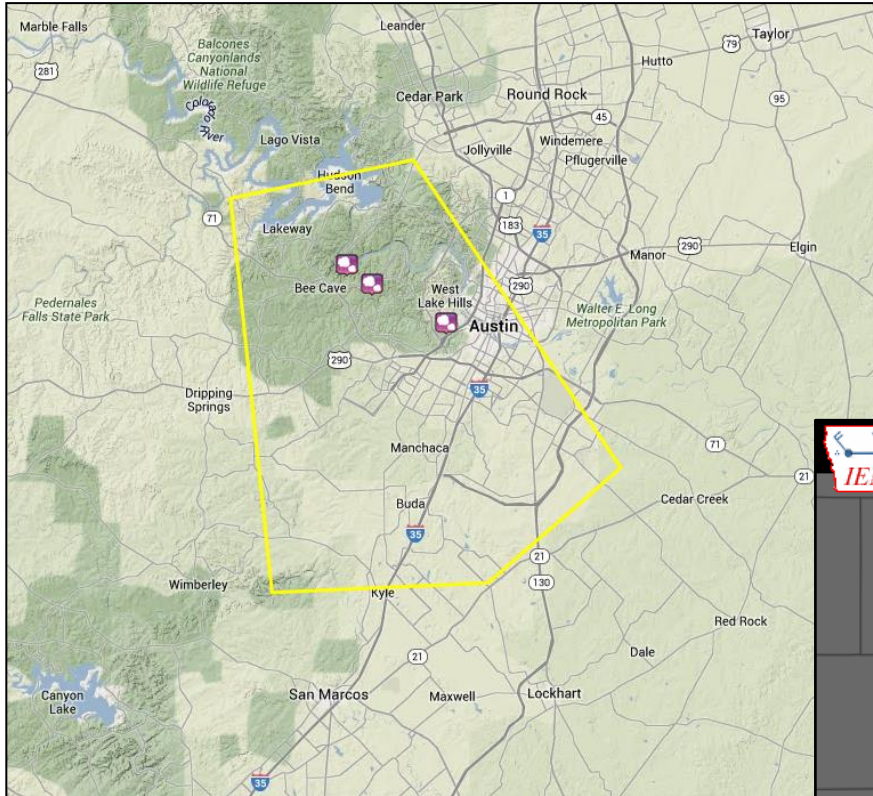 Marble Falls
Leander
Taylor
79
Hutto
Balcones
Canyonlands
National
Wildlife Refuge
281
Cedar Park
Round Rock
95
Colorado
River
45
Lago Vista
Windemere
Jollyville
Pflugerville
Hudson
Bend
1
71
183
Lakeway
35
290
Elgin
Manor
Bee Cave
West
Lake Hills
290
Pedernales
Falls State Park
Walter E. Long
Metropolitan Park
Austin
290
Dripping
Springs
35
Manchaca
71
21
Cedar Creek
Buda
35
21
Wimberley
130
Kyle
Red Rock
21
Dale
Canyon
Lake
San Marcos
Maxwell
Lockhart
35